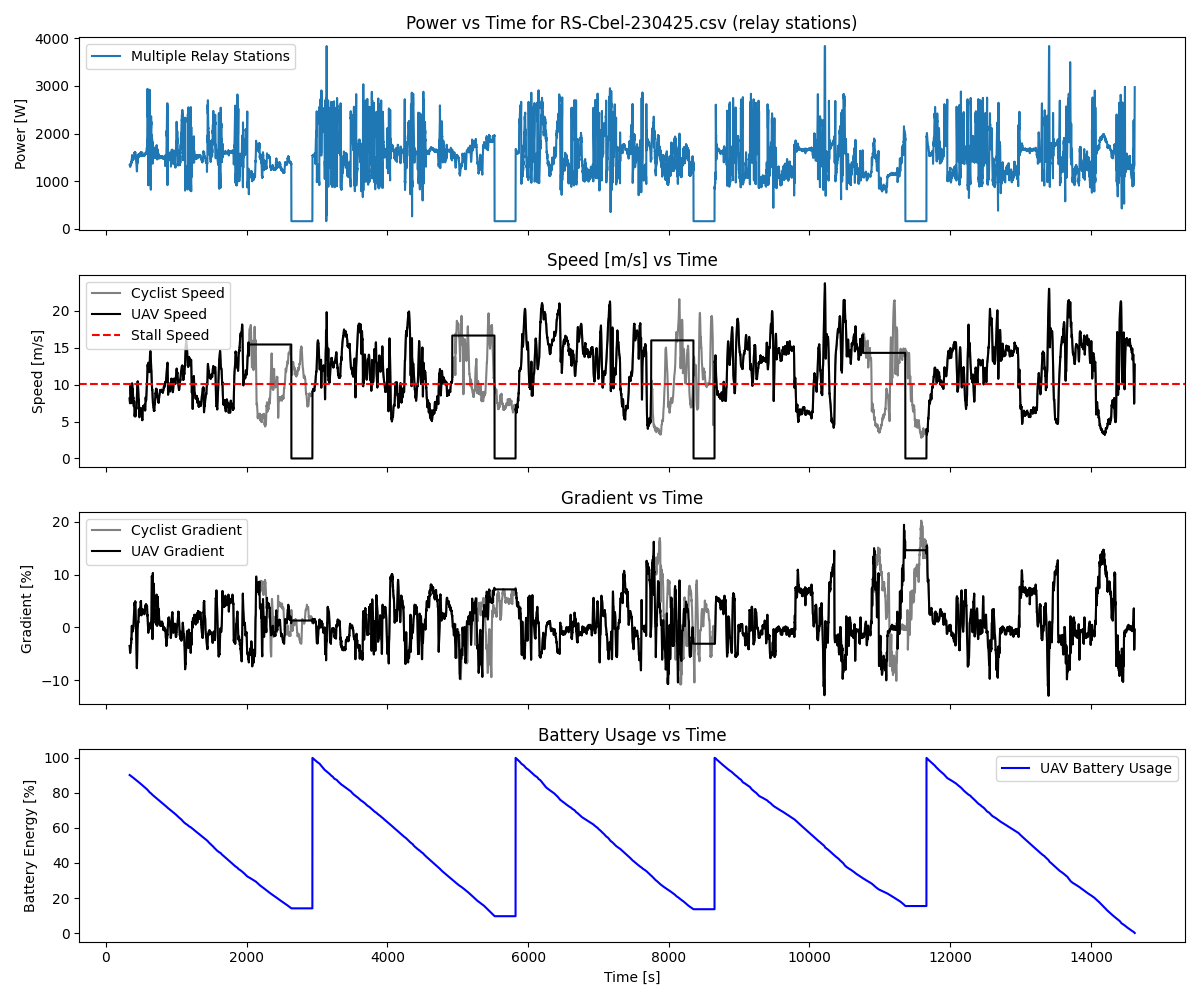 Power vs Time for RS-Cbel-230425.csv (relay stations)
Power [W]
4000
3000
2000
1000
0
Multiple Relay Stations
Speed [m/s] vs Time
Speed [m/s]
20
15
10
5
0
Cyclist Speed
UAV Speed
Stall Speed
Gradient vs Time
Gradient [%]
20
10
0
−10
Cyclist Gradient
UAV Gradient
Battery Usage vs Time
Battery Energy [%]
100
80
60
40
20
0
UAV Battery Usage
0 2000 4000 6000 8000 10000 12000 14000
Time [s]